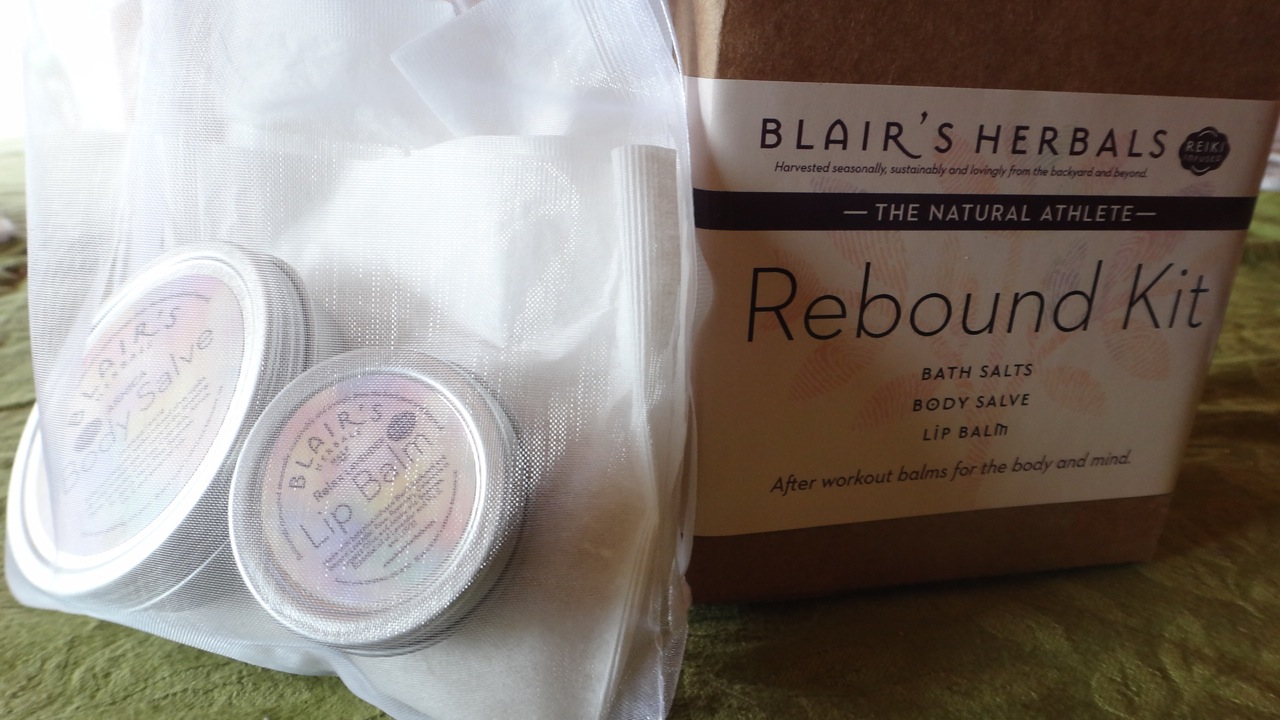 BLAIR'S HERBALS
REIKI
INFUSED
Harvested seasonally, sustainably and lovingly from the backyard and beyond.
— THE NATURAL ATHLETE —
Rebound Kit
BATH SALTS
BODY SALVE
LIP BALM
After workout balms for the body and mind.
BLAIR'S
Body Salve
BLAIR'S
HERBALS
Lip Balm